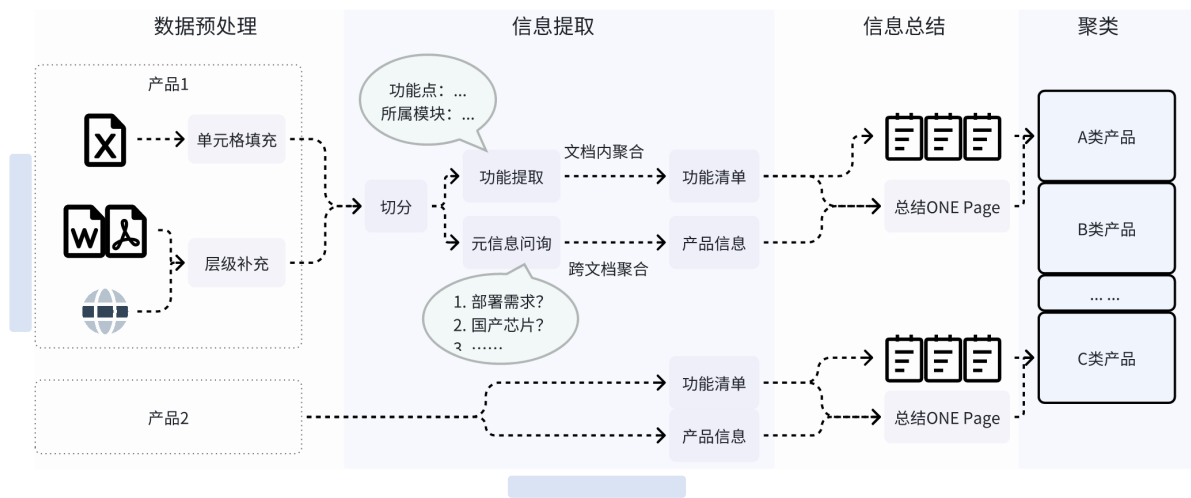 数据预处理
信息提取
信息总结
聚类
产品1
单元格填充
层级补充
切分
功能点：...
所属模块：...
功能提取
元信息问询
文档内聚合
跨文档聚合
1. 部署需求？
2. 国产芯片？
3. ……
功能清单
产品信息
总结ONE Page
A类产品
B类产品
... ...
C类产品
产品2
功能清单
产品信息
总结ONE Page